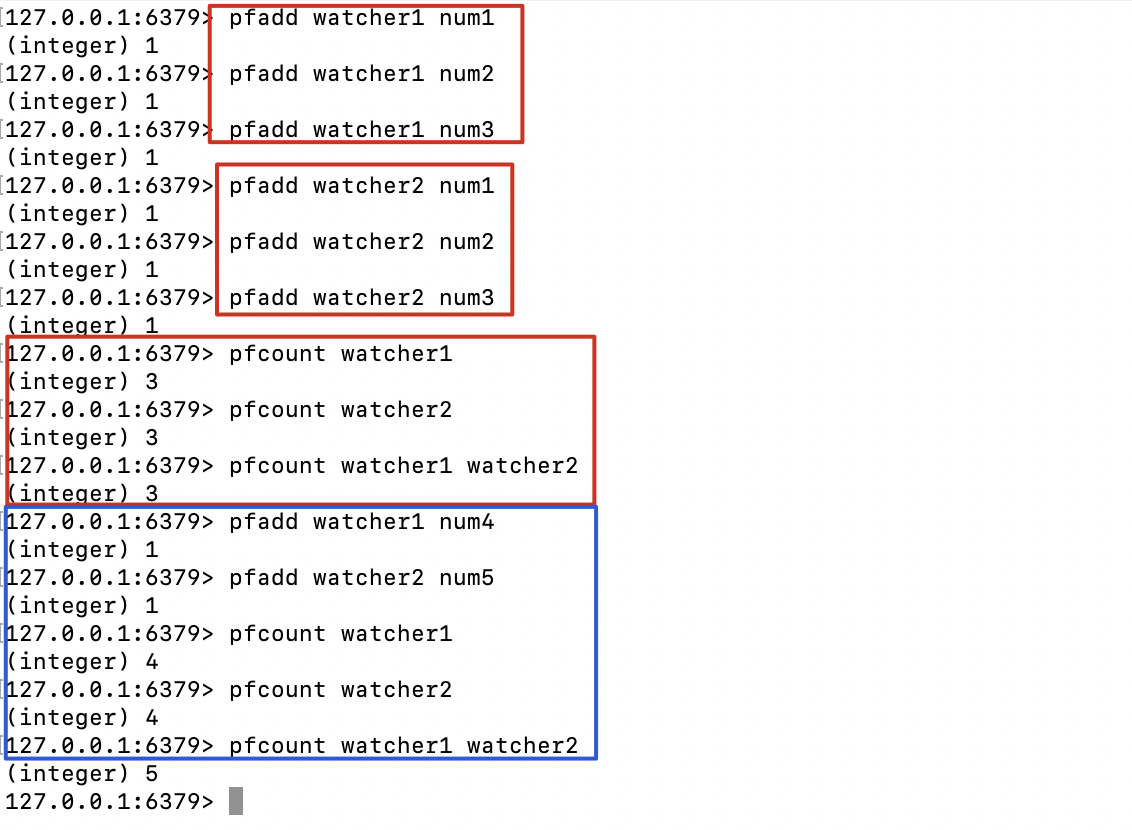 127.0.0.1:6379> pfadd watcher1 num1
(integer) 1
127.0.0.1:6379> pfadd watcher1 num2
(integer) 1
127.0.0.1:6379> pfadd watcher1 num3
(integer) 1
127.0.0.1:6379> pfadd watcher2 num1
(integer) 1
127.0.0.1:6379> pfadd watcher2 num2
(integer) 1
127.0.0.1:6379> pfadd watcher2 num3
(integer) 1
127.0.0.1:6379> pfcount watcher1
(integer) 3
127.0.0.1:6379> pfcount watcher2
(integer) 3
127.0.0.1:6379> pfcount watcher1 watcher2
(integer) 3
127.0.0.1:6379> pfadd watcher1 num4
(integer) 1
127.0.0.1:6379> pfadd watcher2 num5
(integer) 1
127.0.0.1:6379> pfcount watcher1
(integer) 4
127.0.0.1:6379> pfcount watcher2
(integer) 4
127.0.0.1:6379> pfcount watcher1 watcher2
(integer) 5
127.0.0.1:6379>